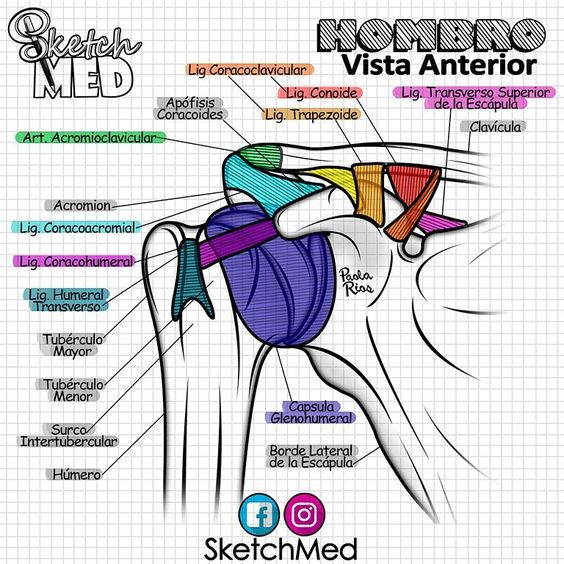 Sketch
MED
HOMBRO
Vista Anterior
Lig. Coracoclavicular
Lig. Conoide
Lig. Trapezoide
Lig. Transverso Superior
de la Escápula
Clavícula
Apófisis
Coracoides
Art. Acromioclavicular
Acromion
Lig. Coracoacromial
Lig. Coracohumeral
Lig. Humeral
Transverso
Tubérculo
Mayor
Tubérculo
Menor
Surco
Intertubercular
Húmero
Paola
Ríos
Capsula
Glenohumeral
Borde Lateral
de la Escápula
SketchMed